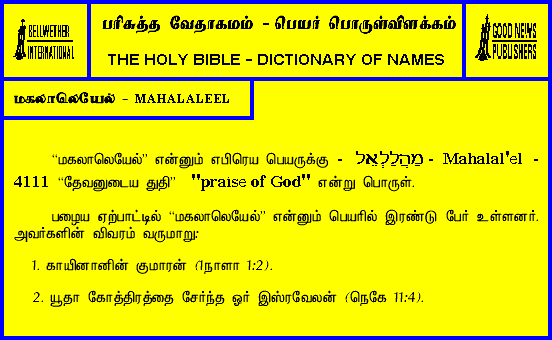 BELLWETHER
INTERNATIONAL
பரிசுத்த வேதாகமம் - பெயர் பொருள்விளக்கம்
THE HOLY BIBLE - DICTIONARY OF NAMES
GOOD NEWS
PUBLISHERS
மகலாலெயேல் - MAHALALEEL
“மகலாலெயேல்” என்னும் எபிரெய பெயருக்கு - מַהֲלַלְאֵל - Mahalal'el -
4111 “தேவனுடைய துதி” "praise of God" என்று பொருள்.
பழைய ஏற்பாட்டில் “மகலாலெயேல்” என்னும் பெயரில் இரண்டு பேர் உள்ளனர்.
அவர்களின் விவரம் வருமாறு:
1. காயினானின் குமாரன் (1நாளா 1:2).
2. யூதா கோத்திரத்தை சேர்ந்த ஓர் இஸ்ரவேலன் (நெகே 11:4).